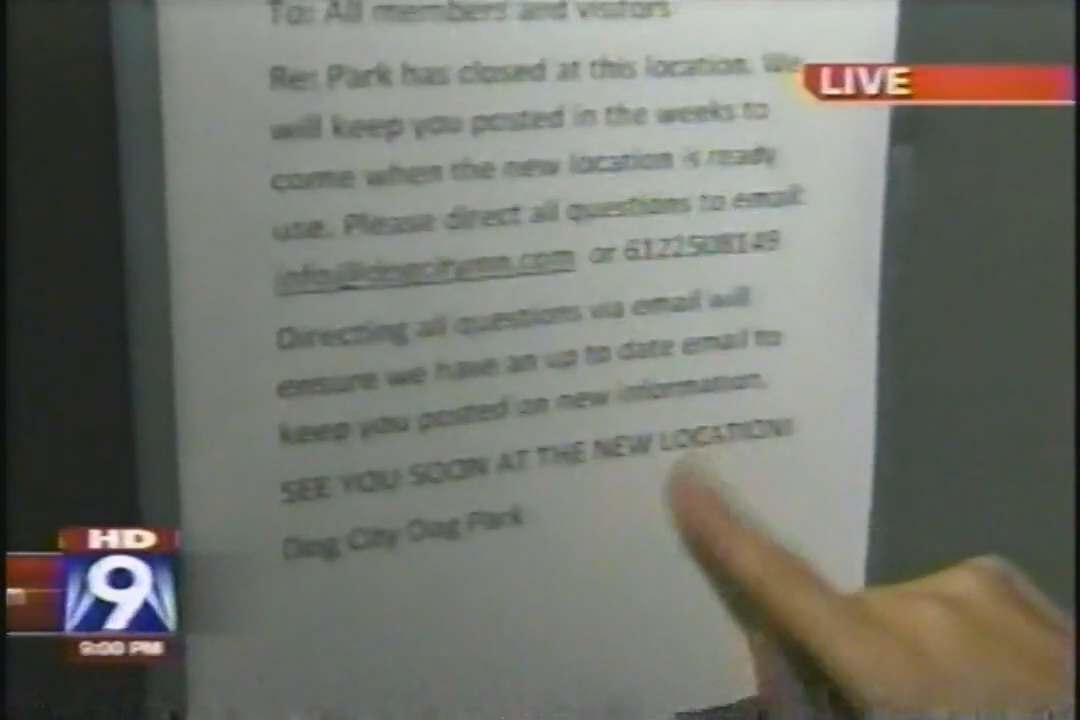 To: All members and visitors
Re: Park has closed at this location. We
will keep you posted in the weeks to
come when the new location is ready
use. Please direct all questions to email:
info@dogcitymn.com or 6122508149
Directing all questions via email will
ensure we have an up to date email to
keep you posted on new information.
SEE YOU SOON AT THE NEW LOCATION!
Dog City Dog Park
LIVE
HD
9
9:00 PM